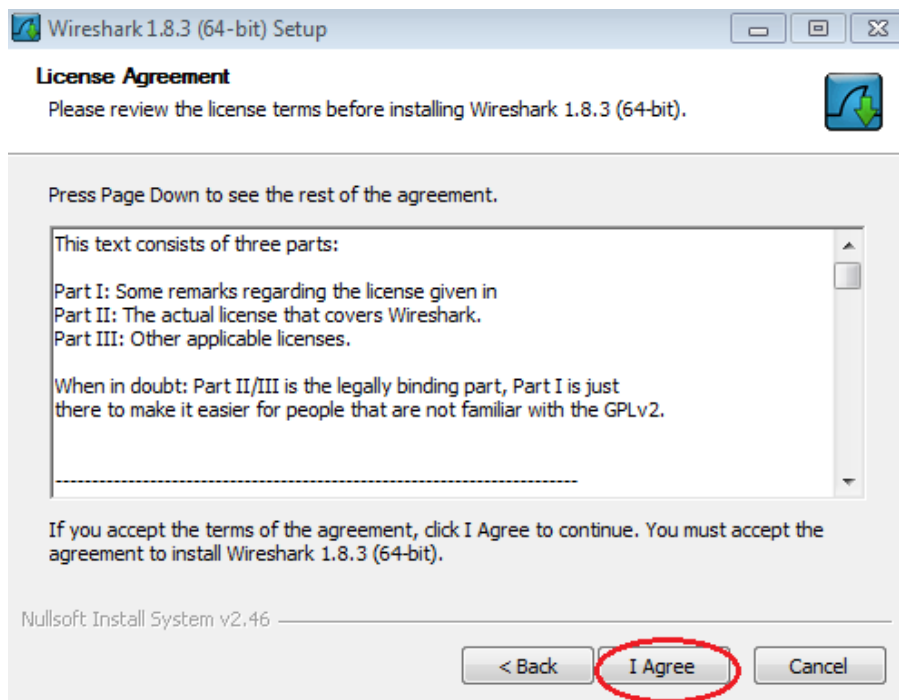 Wireshark 1.8.3 (64-bit) Setup
License Agreement
Please review the license terms before installing Wireshark 1.8.3 (64-bit).
Press Page Down to see the rest of the agreement.
This text consists of three parts:
Part I: Some remarks regarding the license given in
Part II: The actual license that covers Wireshark.
Part III: Other applicable licenses.
When in doubt: Part II/III is the legally binding part, Part I is just
there to make it easier for people that are not familiar with the GPLv2.
------------------------------------------------------------------------
If you accept the terms of the agreement, click I Agree to continue. You must accept the
agreement to install Wireshark 1.8.3 (64-bit).
Nullsoft Install System v2.46
< Back I Agree Cancel